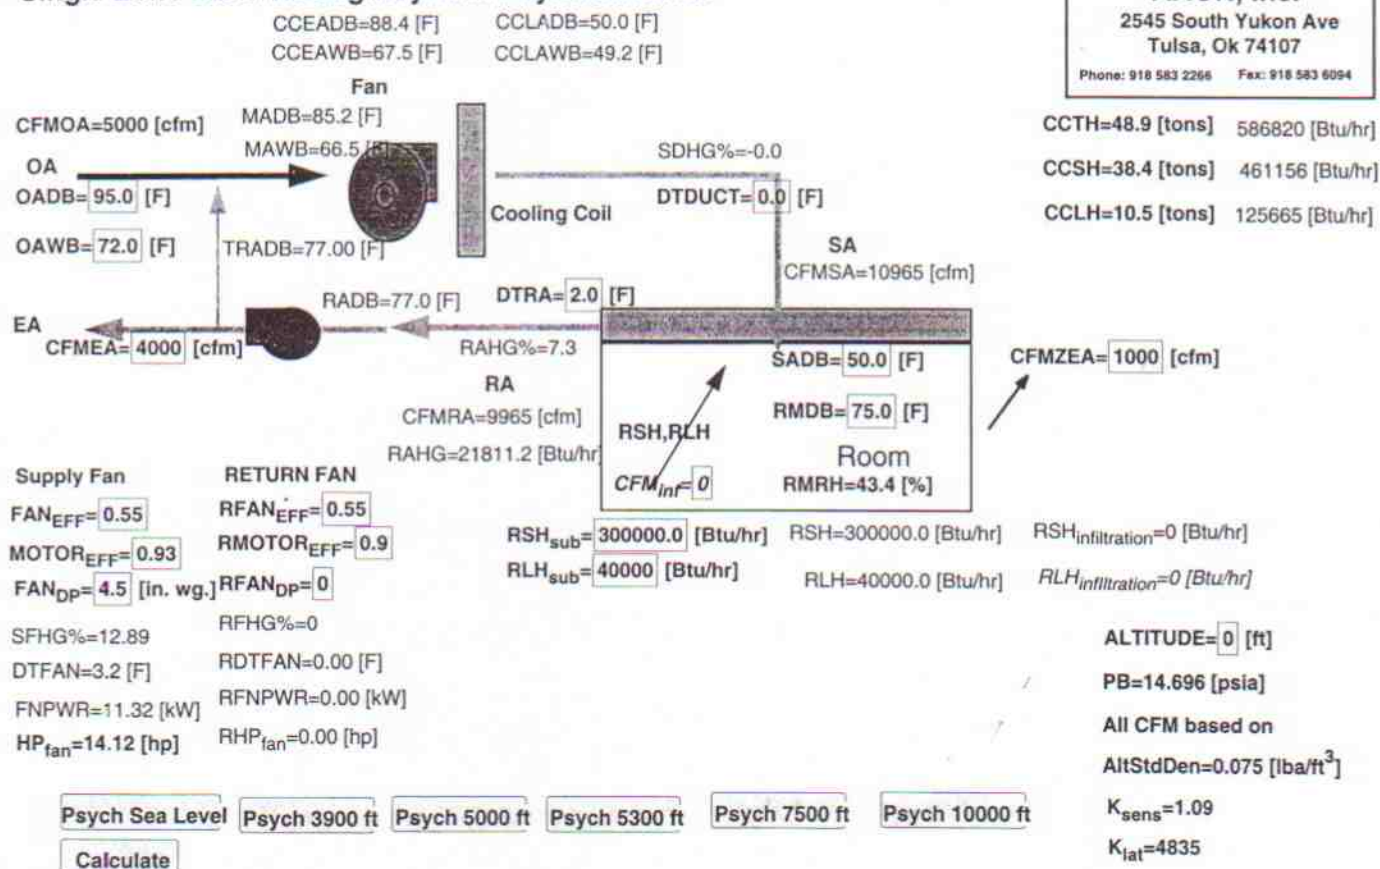 CCEADB=88.4 [F] CCLADB=50.0 [F]
CCEAWB=67.5 [F] CCLAWB=49.2 [F]
2545 South Yukon Ave
Tulsa, Ok 74107
Phone: 918 583 2266 Fax: 918 583 6094
Fan
CFMOA=5000 [cfm]
MADB=85.2 [F]
MAWB=66.5 [F]
CCTH=48.9 [tons] 586820 [Btu/hr]
CCSH=38.4 [tons] 461156 [Btu/hr]
CCLH=10.5 [tons] 125665 [Btu/hr]
OA
OADB= 95.0 [F]
OAWB= 72.0 [F]
TRADB=77.00 [F]
Cooling Coil
SDHG%=-0.0
DTDUCT= 0.0 [F]
SA
CFMSA=10965 [cfm]
RADB=77.0 [F]
DTRA= 2.0 [F]
EA
CFMEA= 4000 [cfm]
RAHG%=7.3
RA
CFMRA=9965 [cfm]
RAHG=21811.2 [Btu/hr]
SADB= 50.0 [F]
RMDB= 75.0 [F]
RSH,RLH
Room
CFMinf= 0
RMRH=43.4 [%]
CFMZEA= 1000 [cfm]
Supply Fan
RETURN FAN
FANEFF= 0.55
RFANEFF= 0.55
MOTOREFF= 0.93
RMOTOREFF= 0.9
FANDP= 4.5 [in. wg.]
RFANDP= 0
SFHG%=12.89
RFHG%=0
DTFAN=3.2 [F]
RDTFAN=0.00 [F]
FNPWR=11.32 [kW]
RFNPWR=0.00 [kW]
HPfan=14.12 [hp]
RHPfan=0.00 [hp]
RSHsub= 300000.0 [Btu/hr] RSH=300000.0 [Btu/hr] RSHinfiltration=0 [Btu/hr]
RLHsub= 40000 [Btu/hr] RLH=40000.0 [Btu/hr] RLHinfiltration=0 [Btu/hr]
ALTITUDE= 0 [ft]
PB=14.696 [psia]
All CFM based on
AltStdDen=0.075 [lba/ft3]
Ksens=1.09
Klat=4835
Psych Sea Level Psych 3900 ft Psych 5000 ft Psych 5300 ft Psych 7500 ft Psych 10000 ft
Calculate